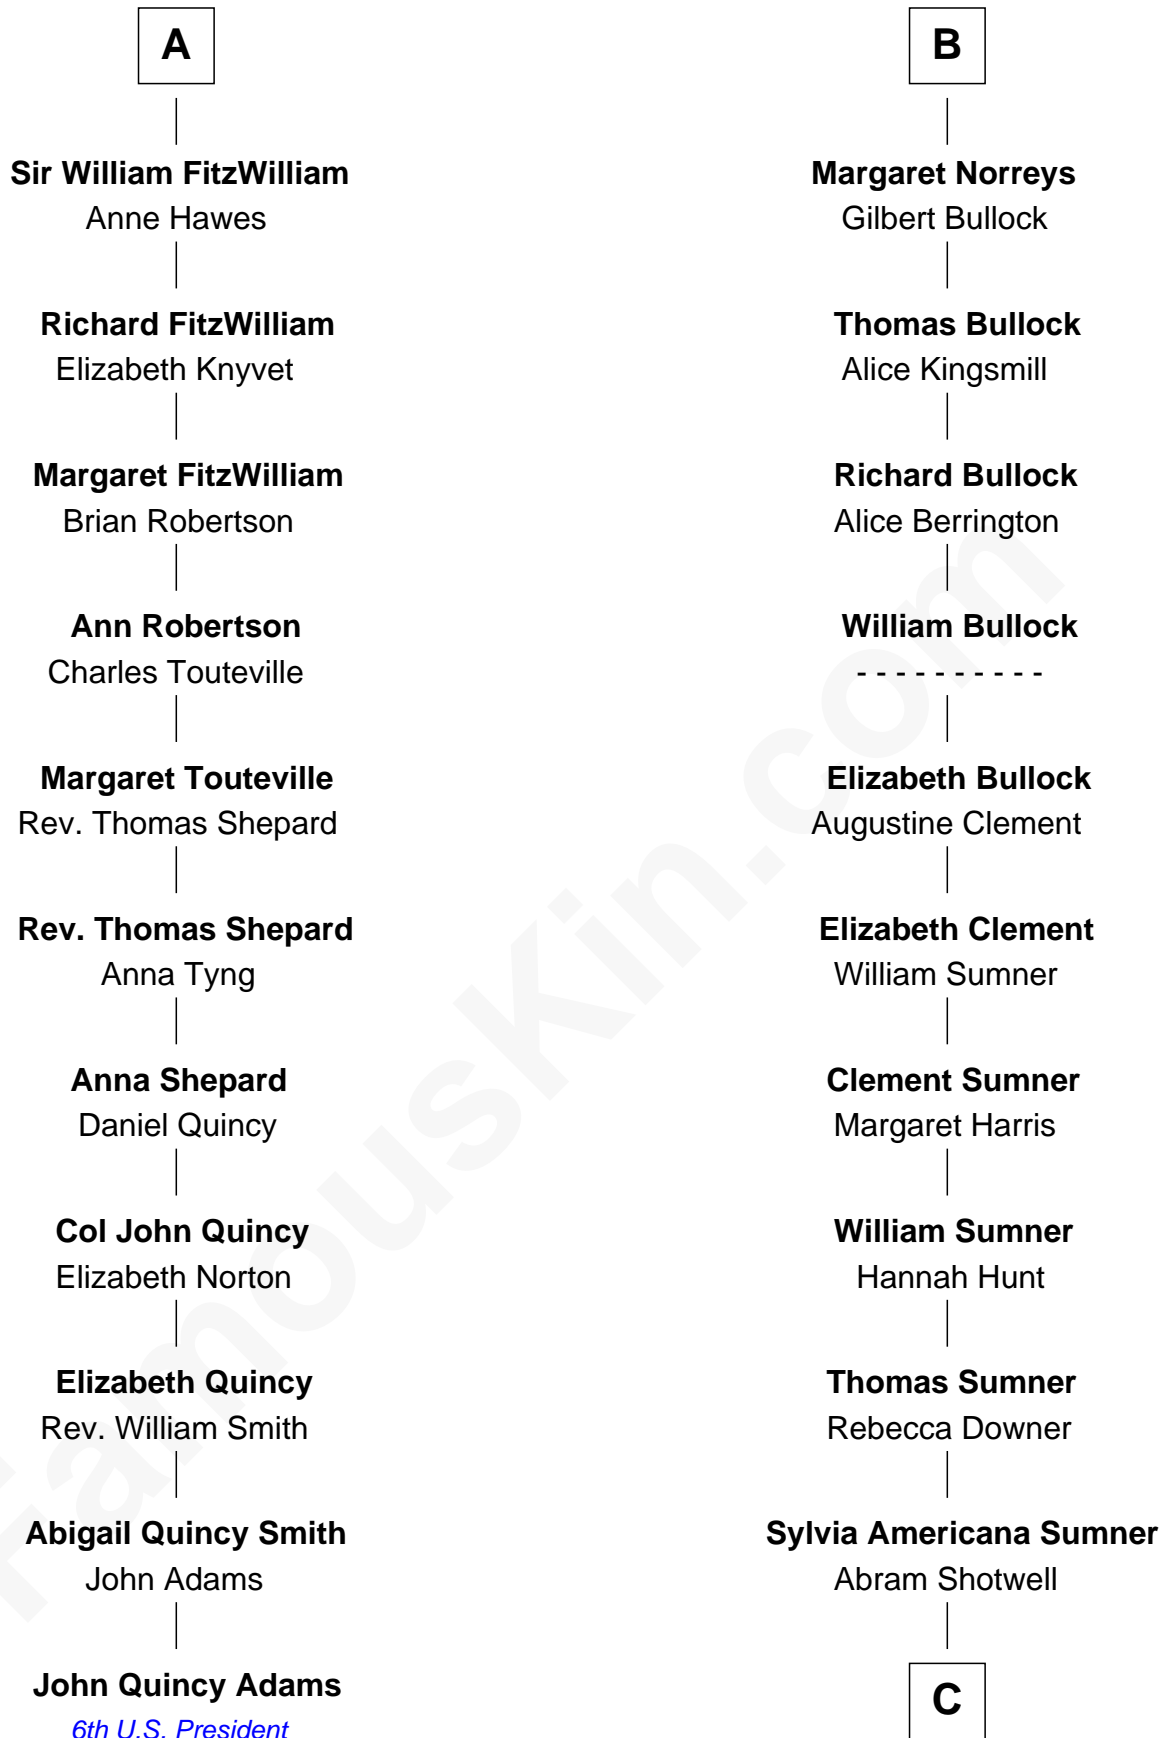 A
Sir William FitzWilliam
Anne Hawes
Richard FitzWilliam
Elizabeth Knyvet
Margaret FitzWilliam
Brian Robertson
Ann Robertson
Charles Touteville
Margaret Touteville
Rev. Thomas Shepard
Rev. Thomas Shepard
Anna Tyng
Anna Shepard
Daniel Quincy
Col John Quincy
Elizabeth Norton
Elizabeth Quincy
Rev. William Smith
Abigail Quincy Smith
John Adams
John Quincy Adams
6th U.S. President
B
Margaret Norreys
Gilbert Bullock
Thomas Bullock
Alice Kingsmill
Richard Bullock
Alice Berrington
William Bullock
- - - - - - - - - -
Elizabeth Bullock
Augustine Clement
Elizabeth Clement
William Sumner
Clement Sumner
Margaret Harris
William Sumner
Hannah Hunt
Thomas Sumner
Rebecca Downer
Sylvia Americana Sumner
Abram Shotwell
C
FamousKin.com